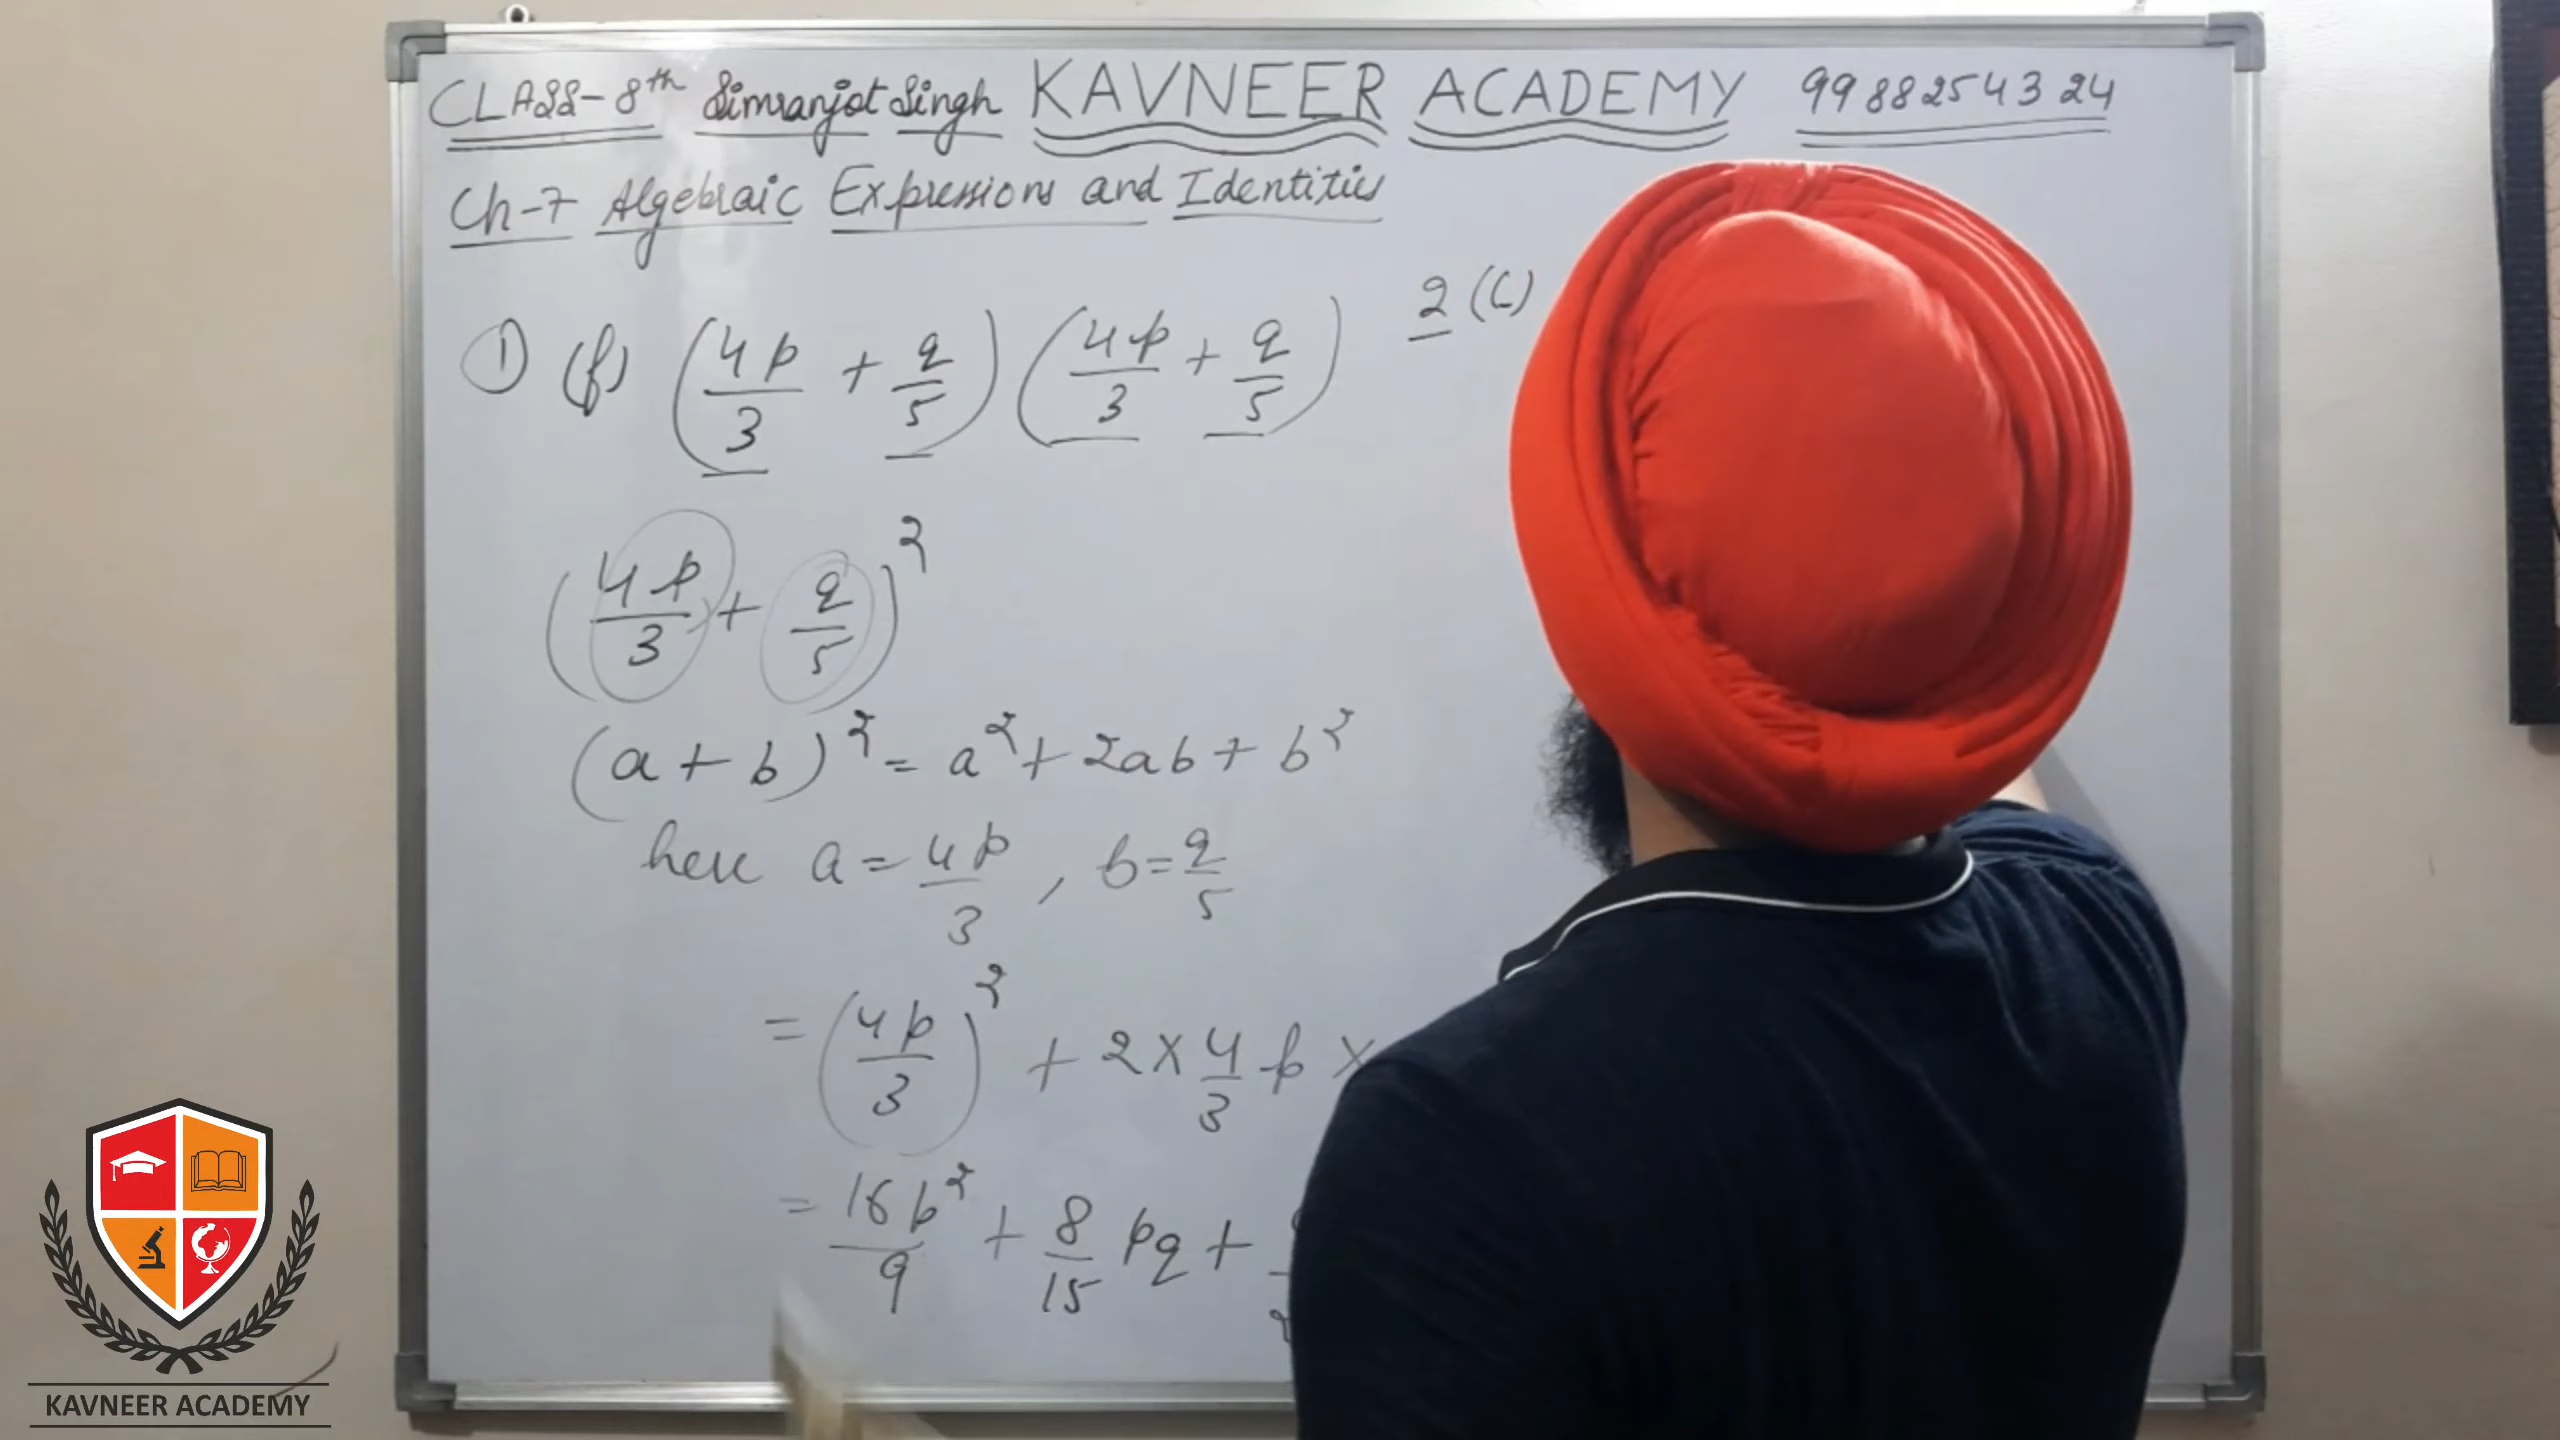 CLASS-8th Simranjot Singh KAVNEER ACADEMY 9988254324
Ch-7 Algebraic Expressions and Identities
① (f) (4p/3 + q/5) (4p/3 + q/5)
2 (c)
(4p/3 + q/5)²
(a + b)² = a² + 2ab + b²
here a = 4p/3 , b = q/5
= (4p/3)² + 2 × 4/3 p ×
= 16p²/9 + 8/15 pq +
KAVNEER ACADEMY